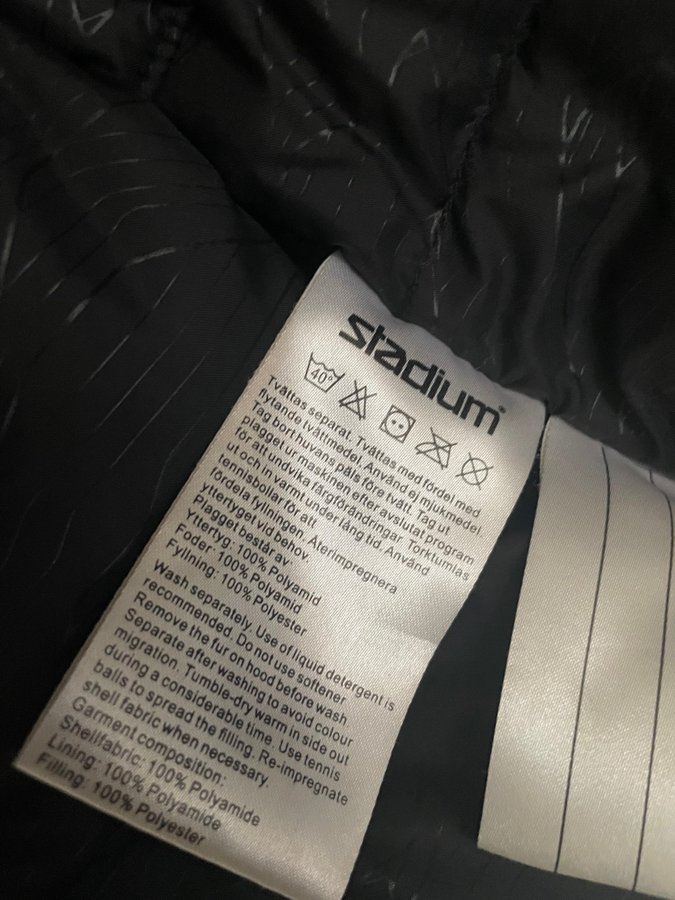 stadium
40°
Tvättas separat. Tvättas med fördel med
flytande tvättmedel. Använd ej mjukmedel.
Tag bort huvans päls före tvätt. Tag ut
plagget ur maskinen efter avslutat program
för att undvika färgförändringar. Torktumlas
ut och in varmt under lång tid. Använd
tennisbollar för att
fördela fyllningen. Återimpregnera
yttertyget vid behov.
Plagget består av:
Yttertyg: 100% Polyamid
Foder: 100% Polyamid
Fyllning: 100% Polyester
Wash separately. Use of liquid detergent is
recommended. Do not use softener
Remove the fur on hood before wash
Separate after washing to avoid colour
migration. Tumble-dry warm in side out
during a considerable time. Use tennis
balls to spread the filling. Re-impregnate
shell fabric when necessary.
Garment composition:
Shellfabric: 100% Polyamide
Lining: 100% Polyamide
Filling: 100% Polyester